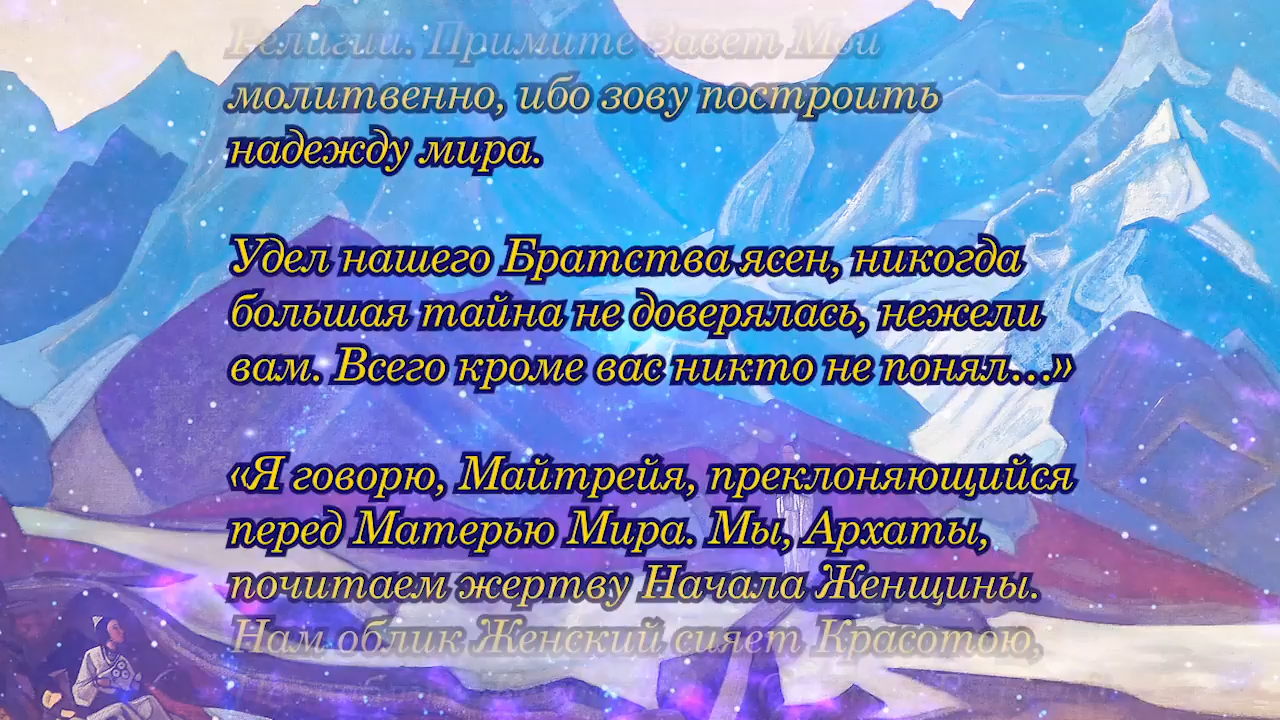 Религии. Примите Завет Мой
молитвенно, ибо зову построить
надежду мира.
Удел нашего Братства ясен, никогда
большая тайна не доверялась, нежели
вам. Всего кроме вас никто не понял...»
«Я говорю, Майтрейя, преклоняющийся
перед Матерью Мира. Мы, Архаты,
почитаем жертву Начала Женщины.
Нам облик Женский сияет Красотою,